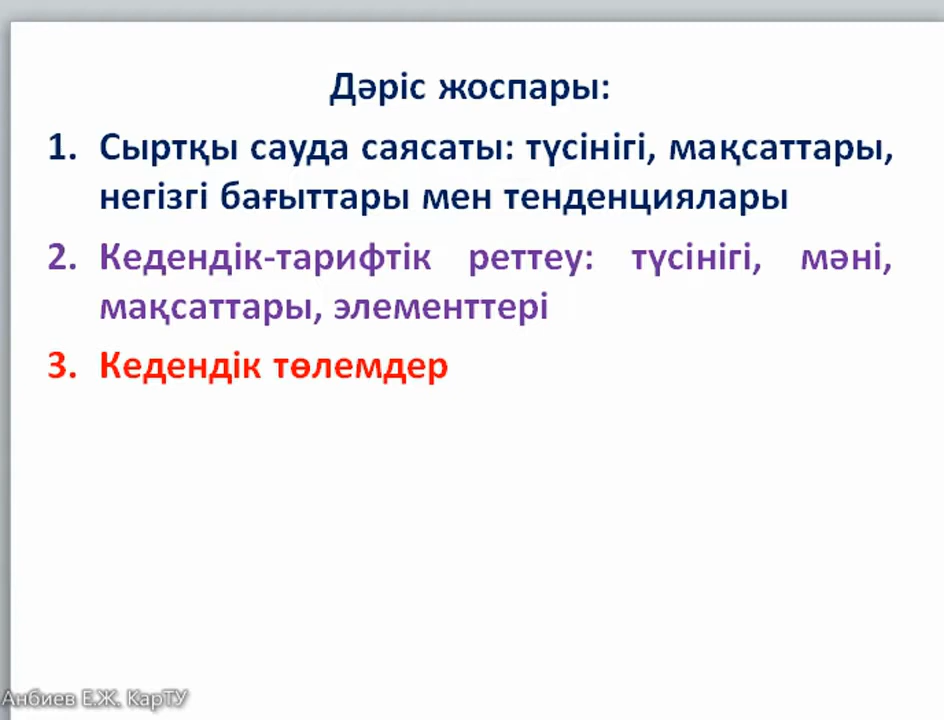 Дәріс жоспары:
1. Сыртқы сауда саясаты: түсінігі, мақсаттары,
негізгі бағыттары мен тенденциялары
2. Кедендік-тарифтік реттеу: түсінігі, мәні,
мақсаттары, элементтері
3. Кедендік төлемдер
Анбиев Е.Ж. КарТУ